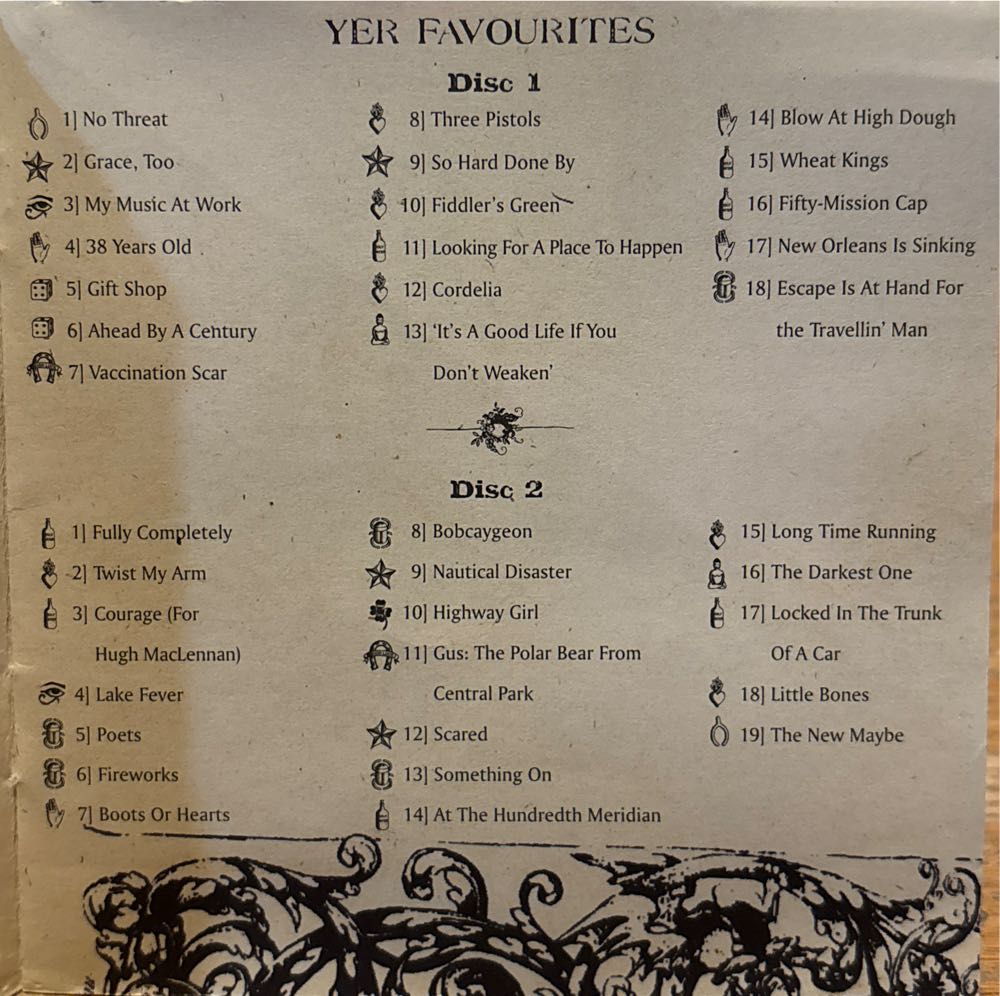 YER FAVOURITES
Disc 1
1] No Threat
2] Grace, Too
3] My Music At Work
4] 38 Years Old
5] Gift Shop
6] Ahead By A Century
7] Vaccination Scar
8] Three Pistols
9] So Hard Done By
10] Fiddler's Green
11] Looking For A Place To Happen
12] Cordelia
13] 'It's A Good Life If You
Don't Weaken'
14] Blow At High Dough
15] Wheat Kings
16] Fifty-Mission Cap
17] New Orleans Is Sinking
18] Escape Is At Hand For
the Travellin' Man
Disc 2
1] Fully Completely
2] Twist My Arm
3] Courage (For
Hugh MacLennan)
4] Lake Fever
5] Poets
6] Fireworks
7] Boots Or Hearts
8] Bobcaygeon
9] Nautical Disaster
10] Highway Girl
11] Gus: The Polar Bear From
Central Park
12] Scared
13] Something On
14] At The Hundredth Meridian
15] Long Time Running
16] The Darkest One
17] Locked In The Trunk
Of A Car
18] Little Bones
19] The New Maybe